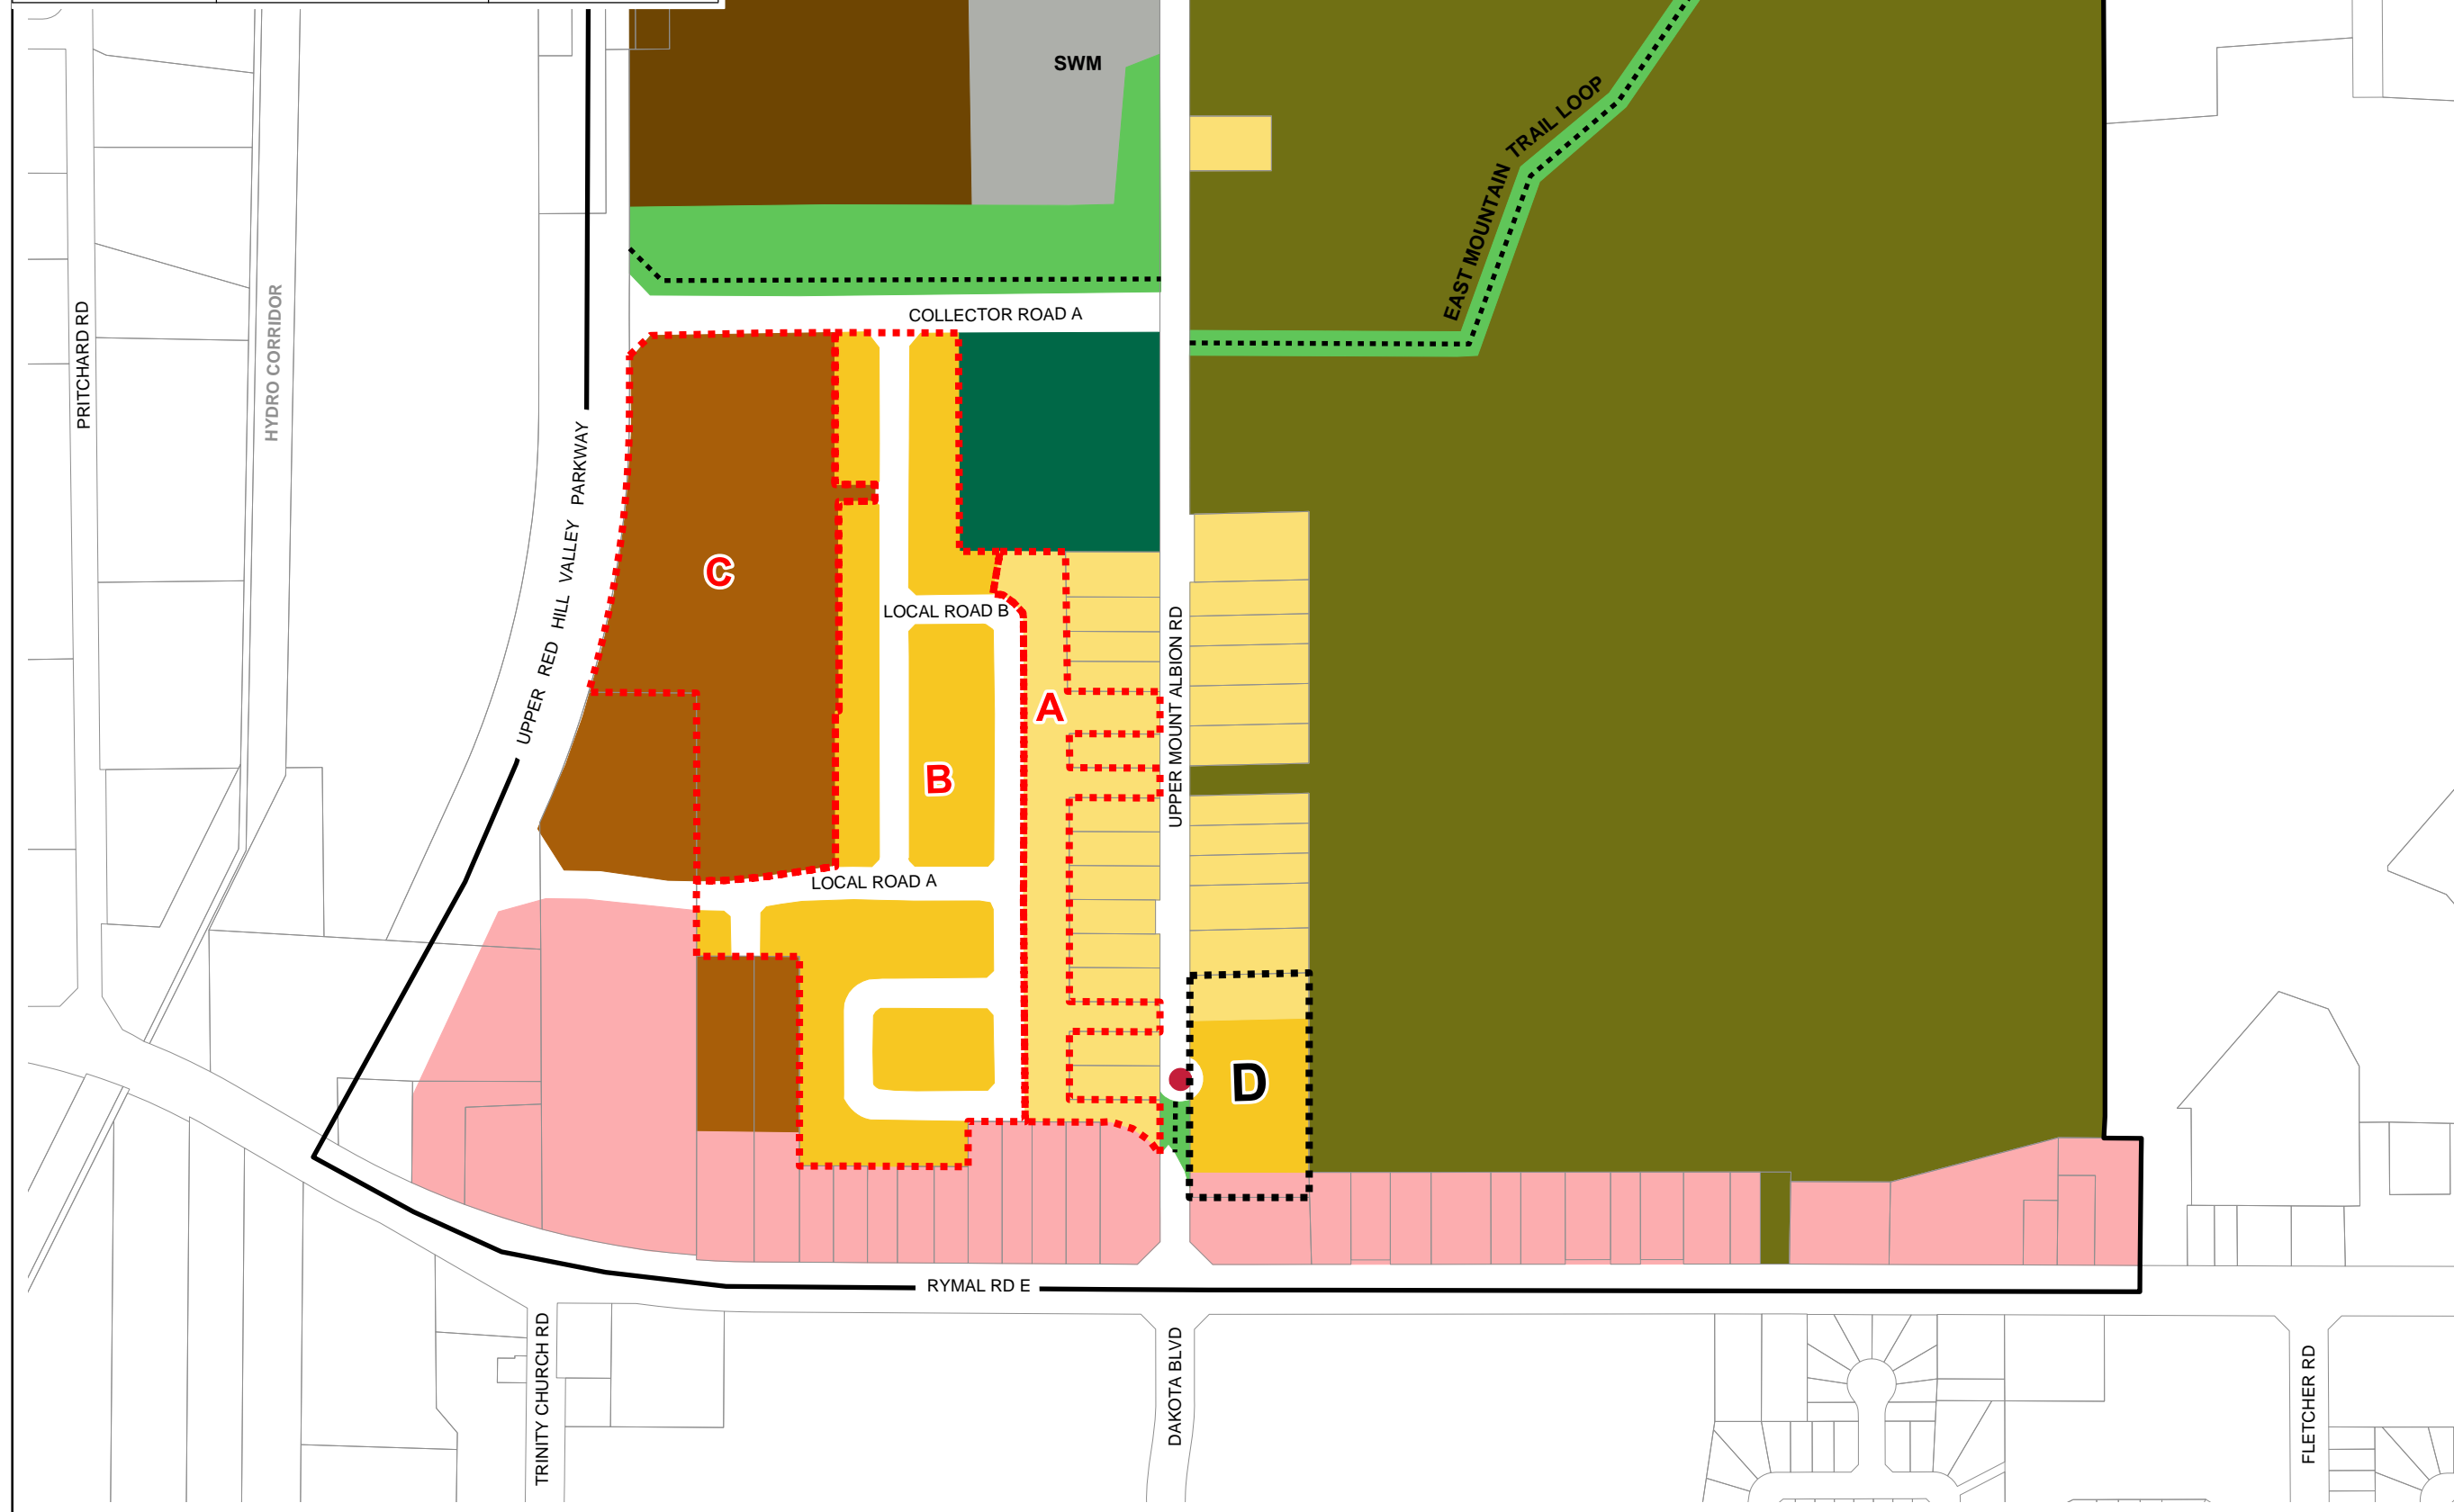 SWM
EAST MOUNTAIN TRAIL LOOP
COLLECTOR ROAD A
PRITCHARD RD
HYDRO CORRIDOR
UPPER RED HILL VALLEY PARKWAY
C
LOCAL ROAD B
A
UPPER MOUNT ALBION RD
B
LOCAL ROAD A
D
RYMAL RD E
TRINITY CHURCH RD
DAKOTA BLVD
FLETCHER RD